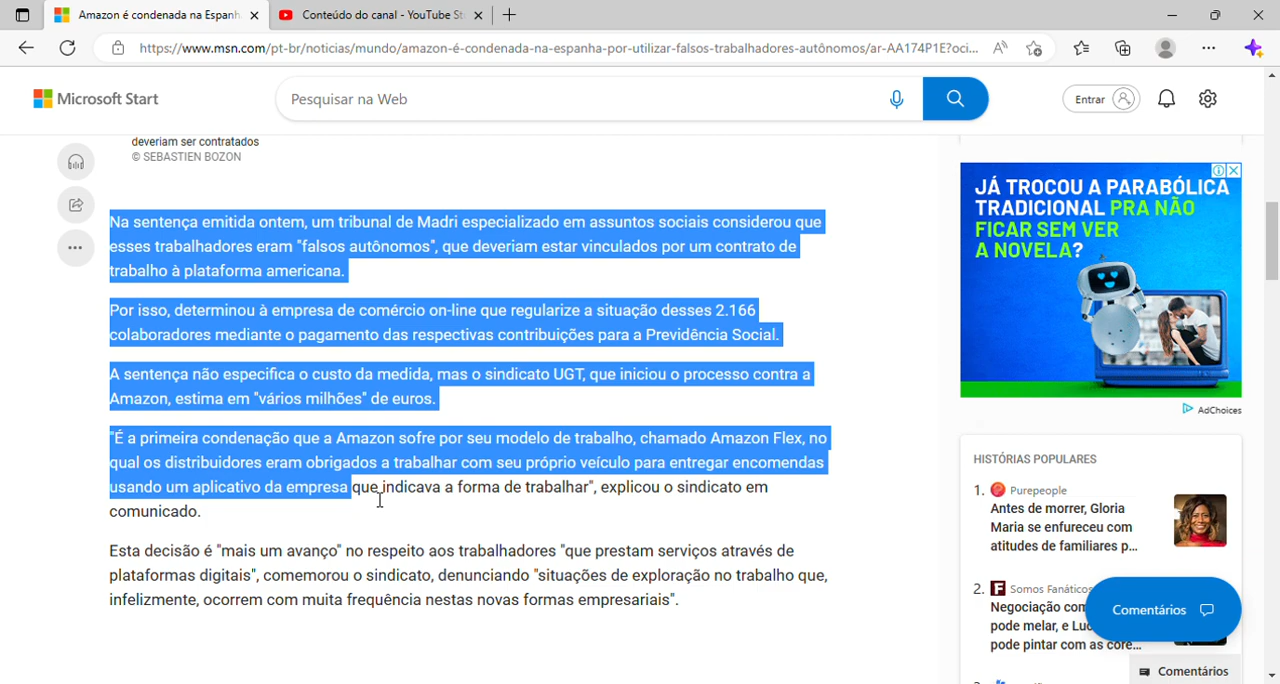 Amazon é condenada na Espanh
Conteúdo do canal - YouTube St
https://www.msn.com/pt-br/noticias/mundo/amazon-é-condenada-na-espanha-por-utilizar-falsos-trabalhadores-autônomos/ar-AA174P1E?oci...
Microsoft Start
Pesquisar na Web
Entrar
deveriam ser contratados
© SEBASTIEN BOZON
Na sentença emitida ontem, um tribunal de Madri especializado em assuntos sociais considerou que
esses trabalhadores eram "falsos autônomos", que deveriam estar vinculados por um contrato de
trabalho à plataforma americana.
Por isso, determinou à empresa de comércio on-line que regularize a situação desses 2.166
colaboradores mediante o pagamento das respectivas contribuições para a Previdência Social.
A sentença não especifica o custo da medida, mas o sindicato UGT, que iniciou o processo contra a
Amazon, estima em "vários milhões" de euros.
"É a primeira condenação que a Amazon sofre por seu modelo de trabalho, chamado Amazon Flex, no
qual os distribuidores eram obrigados a trabalhar com seu próprio veículo para entregar encomendas
usando um aplicativo da empresa que indicava a forma de trabalhar", explicou o sindicato em
comunicado.
Esta decisão é "mais um avanço" no respeito aos trabalhadores "que prestam serviços através de
plataformas digitais", comemorou o sindicato, denunciando "situações de exploração no trabalho que,
infelizmente, ocorrem com muita frequência nestas novas formas empresariais".
JÁ TROCOU A PARABÓLICA
TRADICIONAL PRA NÃO
FICAR SEM VER
A NOVELA?
AdChoices
HISTÓRIAS POPULARES
1. Purepeople
Antes de morrer, Gloria
Maria se enfureceu com
atitudes de familiares p...
2. Somos Fanáticos
Negociação com
pode melar, e Lu
pode pintar com as core...
Comentários
Comentários